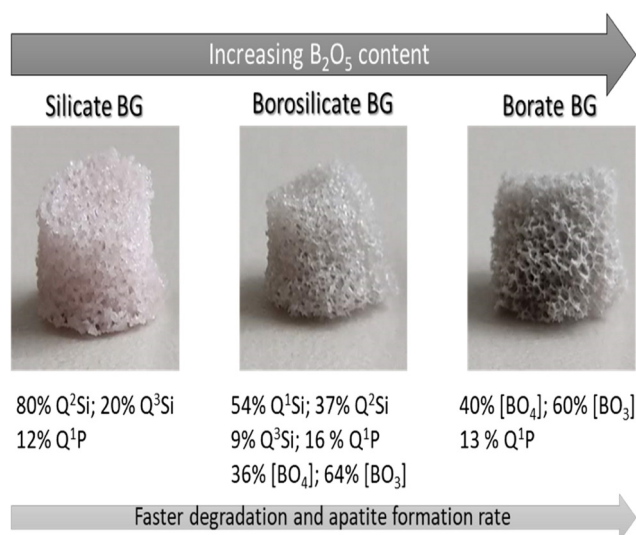 Increasing B₂O₅ content
Silicate BG
Borosilicate BG
Borate BG
80% Q²Si; 20% Q³Si
12% Q¹P
54% Q¹Si; 37% Q²Si
9% Q³Si; 16 % Q¹P
36% [BO₄]; 64% [BO₃]
40% [BO₄]; 60% [BO₃]
13 % Q¹P
Faster degradation and apatite formation rate